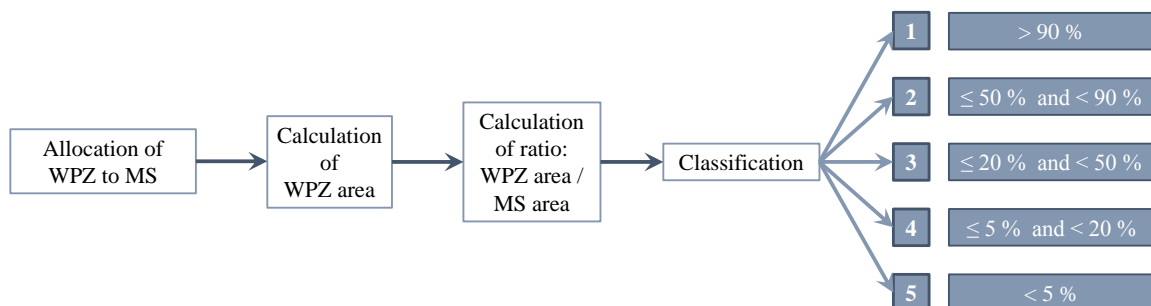 Allocation of
WPZ to MS
Calculation
of
WPZ area
Calculation
of ratio:
WPZ area /
MS area
Classification
1
> 90 %
2
≤ 50 %  and < 90 %
3
≤ 20 %  and < 50 %
4
≤ 5 %  and < 20 %
5
< 5 %